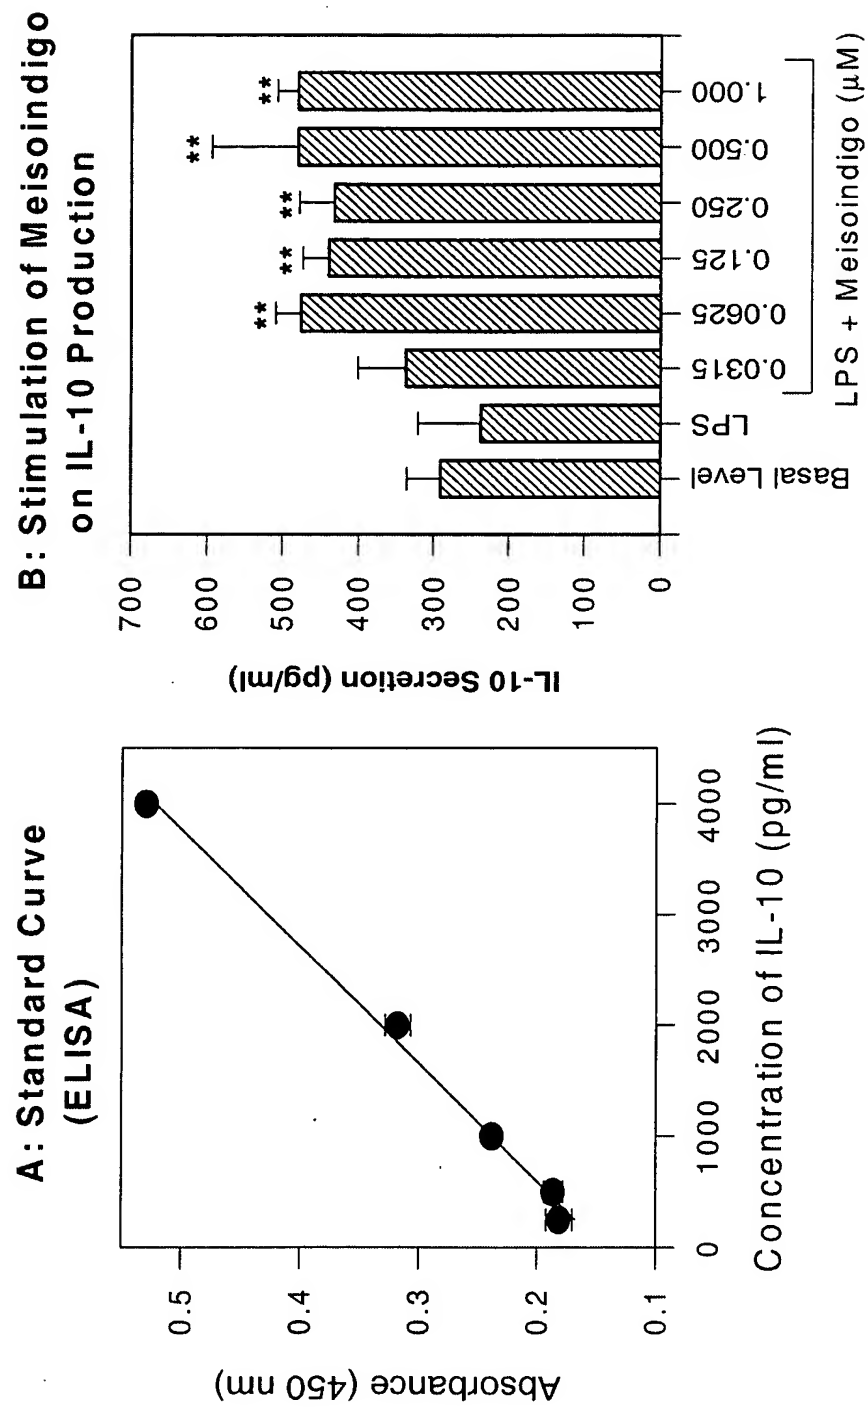 A: Standard Curve
(ELISA)
Absorbance (450 nm)
0.5
0.3
0.2
0.1
0
1000
2000
3000
4000
Concentration of IL-10 (pg/ml)
B: Stimulation of Meisoindigo
on IL-10 Production
IL-10 Secretion (pg/ml)
700
600
500
400
300
200
100
0
** ** ** ** **
Basal Level
LPS
0.0315
0.0625
0.125
0.250
0.500
1.000
LPS + Meisoindigo (µM)